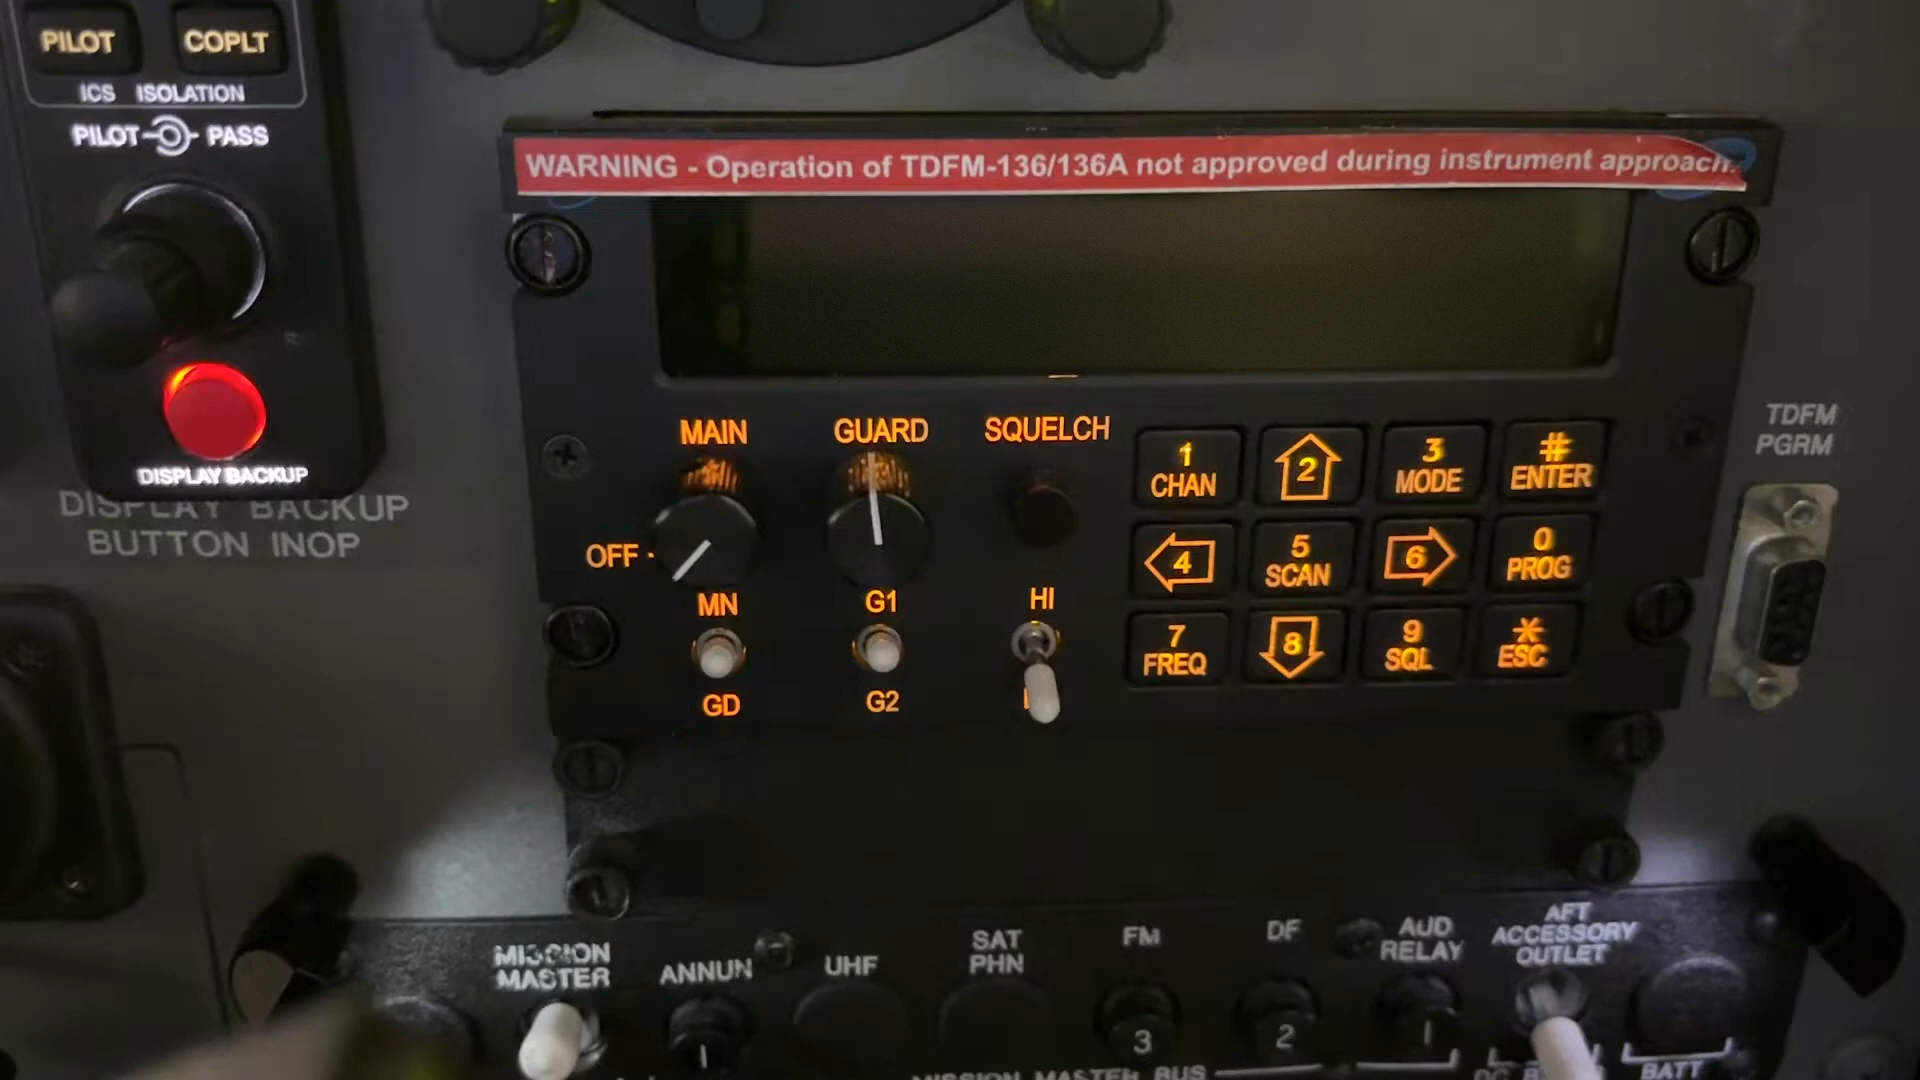 PILOT COPLT
ICS ISOLATION
PILOT PASS
DISPLAY BACKUP
DISPLAY BACKUP
BUTTON INOP
WARNING - Operation of TDFM-136/136A not approved during instrument approach.
MAIN GUARD SQUELCH
OFF
MN G1 HI
GD G2
1 CHAN
2
3 MODE
# ENTER
4
5 SCAN
6
0 PROG
7 FREQ
8
9 SQL
* ESC
TDFM
PGRM
MISSION
MASTER
ANNUN
UHF
SAT
PHN
FM
DF
AUD
RELAY
AFT
ACCESSORY
OUTLET
3 2 1
MISSION MASTER BUS
BATT